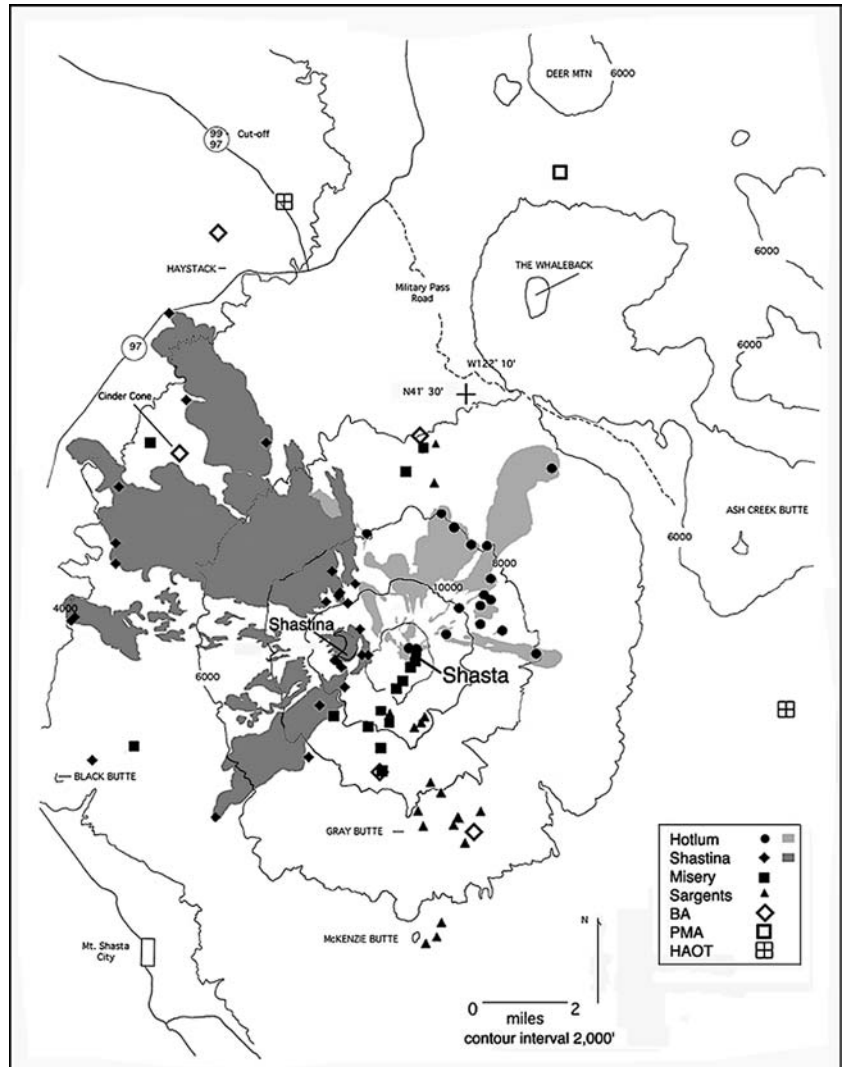 DEER MTN
6000
99
97
Cut-off
6000
HAYSTACK
THE WHALEBACK
Military Pass
Road
6000
97
W122° 10'
N41° 30'
Cinder Cone
ASH CREEK BUTTE
6000
8000
10000
4000
Shastina
Shasta
6000
BLACK BUTTE
GRAY BUTTE
Hotlum
Shastina
Misery
Sargents
BA
PMA
HAOT
N
McKENZIE BUTTE
Mt. Shasta
City
0 2
miles
contour interval 2,000'